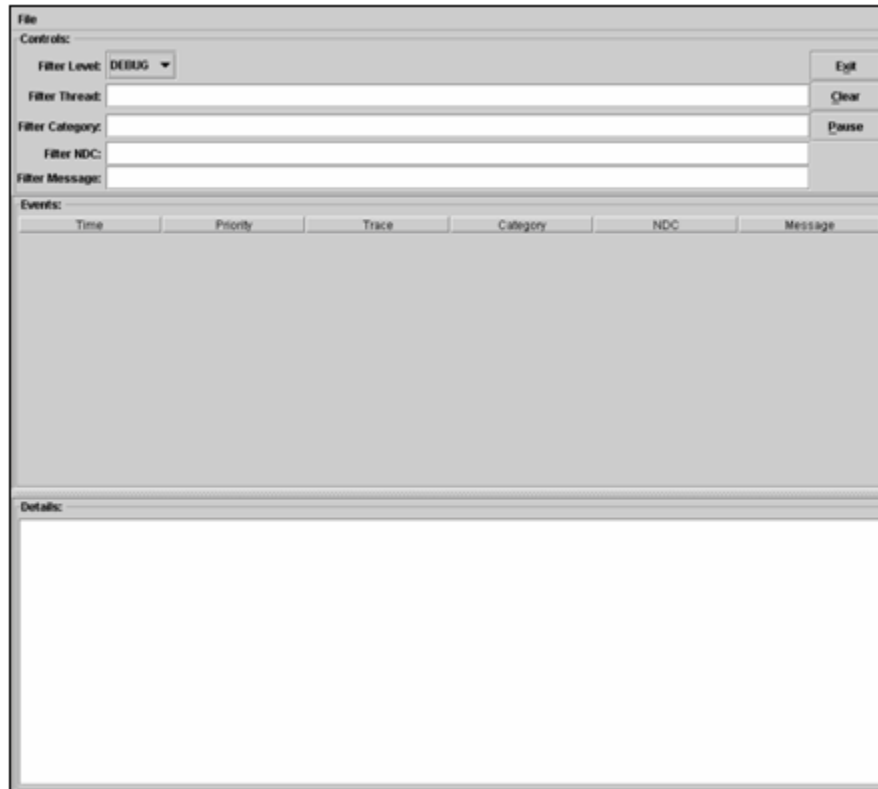 File
Controls:
Filter Level: DEBUG Exit
Filter Thread: Clear
Filter Category: Pause
Filter NDC:
Filter Message:
Events:
Time Priority Trace Category NDC Message
Details: